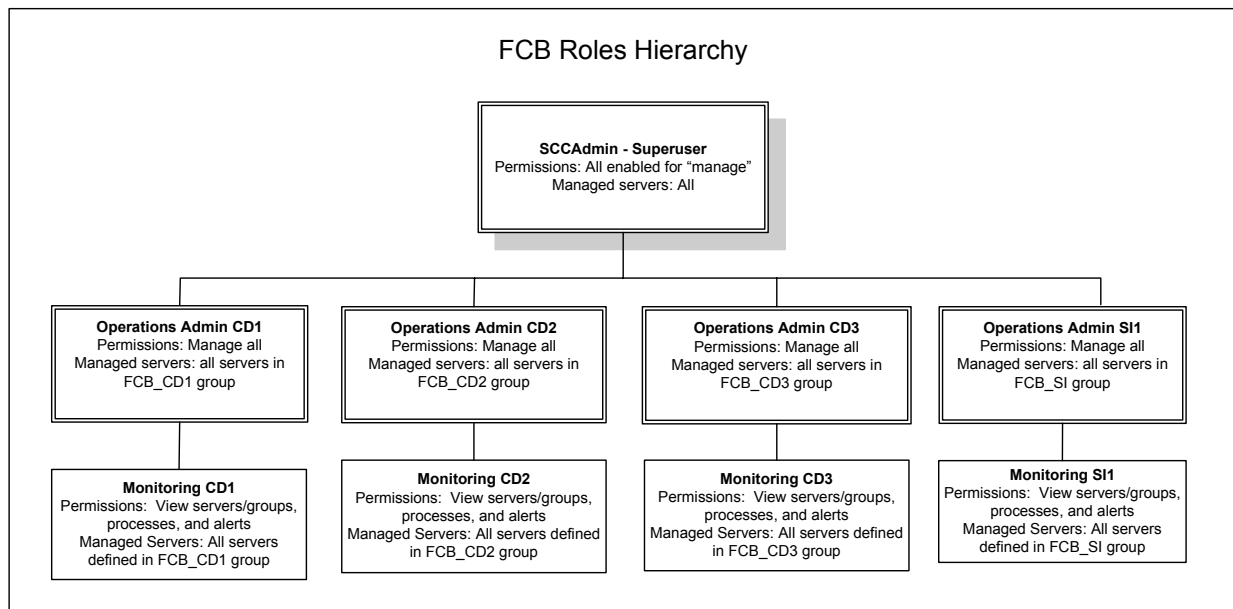 FCB Roles Hierarchy
SCCAdmin - Superuser
Permissions: All enabled for “manage”
Managed servers: All
Operations Admin CD1
Permissions: Manage all
Managed servers: all servers in
FCB_CD1 group
Operations Admin CD2
Permissions: Manage all
Managed servers: all servers in
FCB_CD2 group
Operations Admin CD3
Permissions: Manage all
Managed servers: all servers in
FCB_CD3 group
Operations Admin SI1
Permissions: Manage all
Managed servers: all servers in
FCB_SI group
Monitoring CD1
Permissions: View servers/groups,
processes, and alerts
Managed Servers: All servers
defined in FCB_CD1 group
Monitoring CD2
Permissions: View servers/groups,
processes, and alerts
Managed Servers: All servers defined
in FCB_CD2 group
Monitoring CD3
Permissions: View servers/groups,
processes, and alerts
Managed Servers: All servers defined
in FCB_CD3 group
Monitoring SI1
Permissions: View servers/groups,
processes, and alerts
Managed Servers: All servers
defined in FCB_SI group